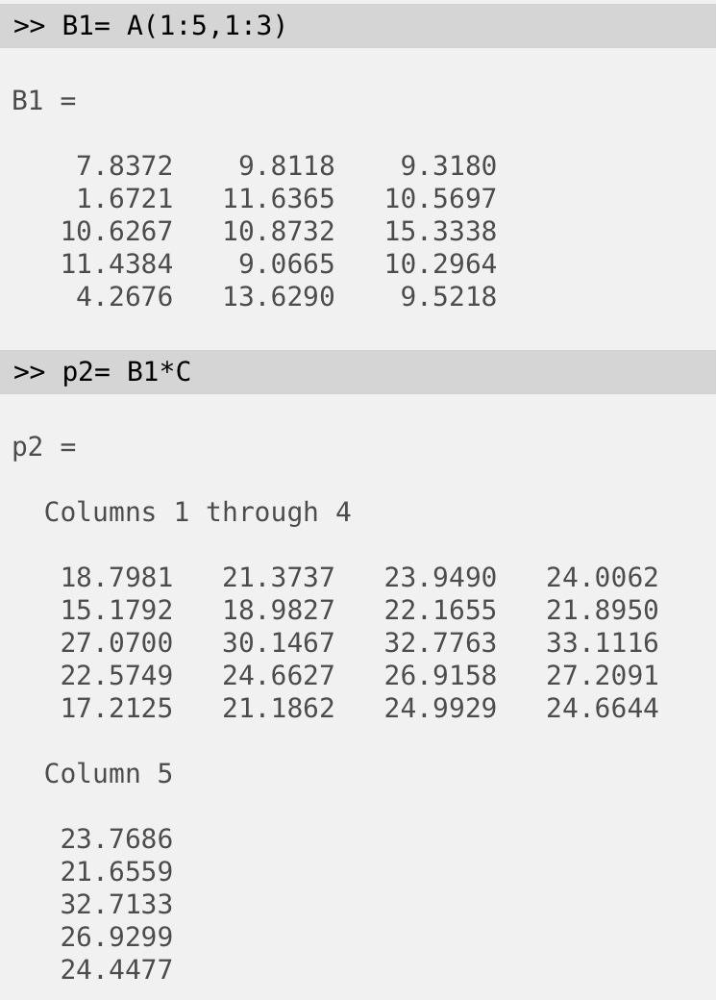 >> B1= A(1:5,1:3)
B1 =
7.8372 9.8118 9.3180
1.6721 11.6365 10.5697
10.6267 10.8732 15.3338
11.4384 9.0665 10.2964
4.2676 13.6290 9.5218
>> p2= B1*C
p2 =
Columns 1 through 4
18.7981 21.3737 23.9490 24.0062
15.1792 18.9827 22.1655 21.8950
27.0700 30.1467 32.7763 33.1116
22.5749 24.6627 26.9158 27.2091
17.2125 21.1862 24.9929 24.6644
Column 5
23.7686
21.6559
32.7133
26.9299
24.4477